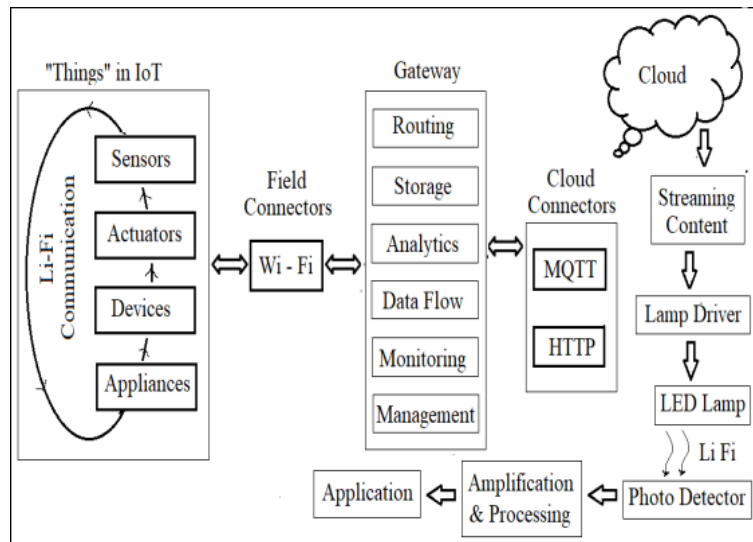 "Things" in IoT
Li-Fi
Communication
Sensors
Actuators
Devices
Appliances
Field
Connectors
Wi - Fi
Gateway
Routing
Storage
Analytics
Data Flow
Monitoring
Management
Cloud
Connectors
MQTT
HTTP
Cloud
Streaming
Content
Lamp Driver
LED Lamp
Li Fi
Photo Detector
Amplification
& Processing
Application